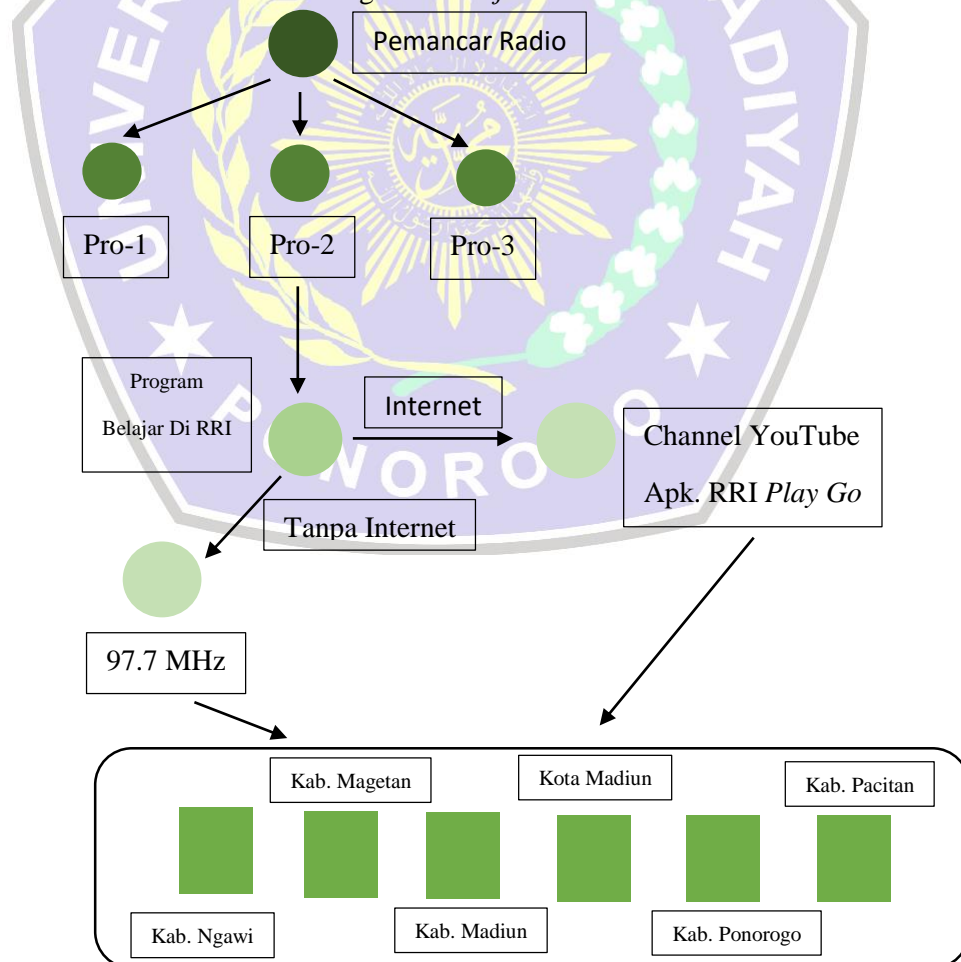 Pemancar Radio
Pro-1
Pro-2
Pro-3
Program
Belajar Di RRI
Internet
Channel YouTube
Apk. RRI Play Go
Tanpa Internet
97.7 MHz
Kab. Magetan
Kota Madiun
Kab. Pacitan
Kab. Ngawi
Kab. Madiun
Kab. Ponorogo
PONOROGO